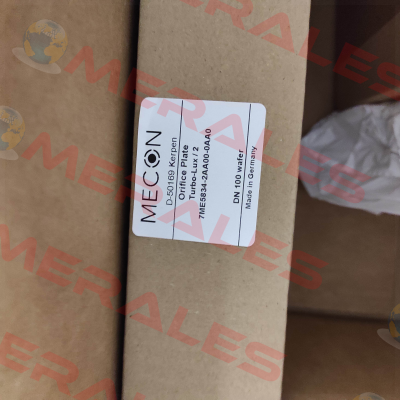 MECON
D-50169 Kerpen
Orifice Plate
Turbo-Lux / 2
7ME5834-2AA00-0AA0
DN 100 wafer
Made in Germany
MERALES
MERALES
MERALES